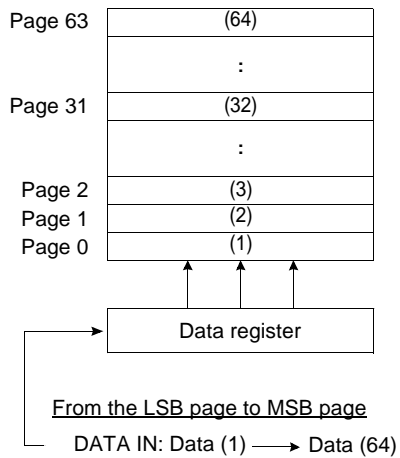 Page 63 (64)
:
Page 31 (32)
:
Page 2 (3)
Page 1 (2)
Page 0 (1)
Data register
From the LSB page to MSB page
DATA IN: Data (1) Data (64)